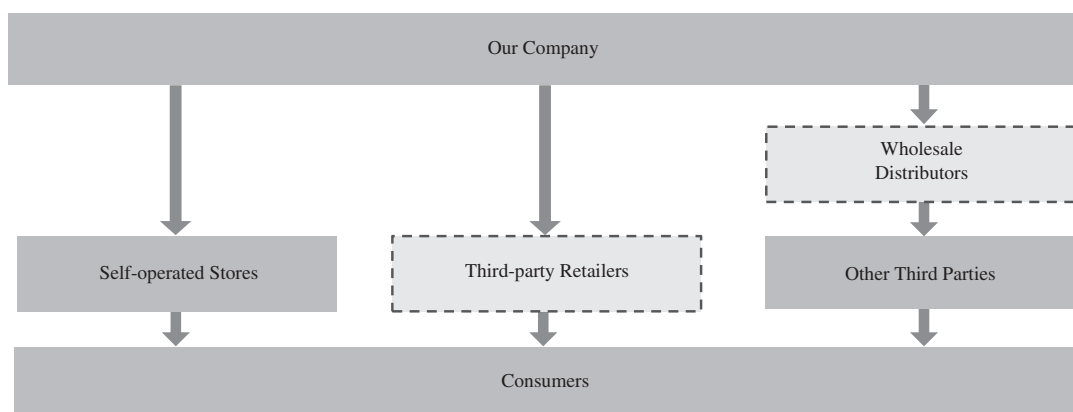 Our Company
Wholesale
Distributors
Self-operated Stores
Third-party Retailers
Other Third Parties
Consumers